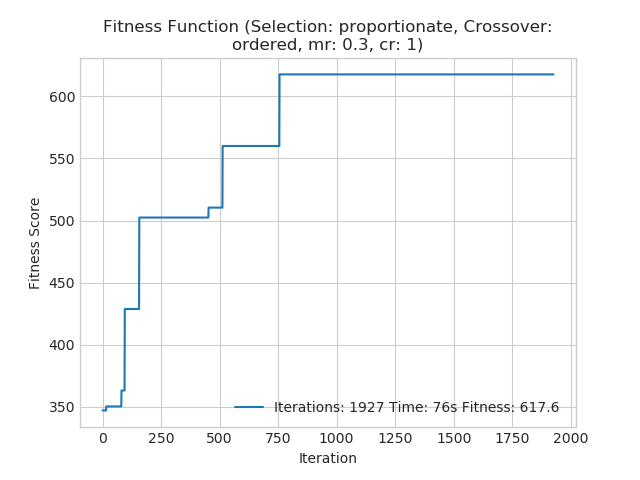 Fitness Function (Selection: proportionate, Crossover:
ordered, mr: 0.3, cr: 1)
Fitness Score
600
550
500
450
400
350
Iterations: 1927 Time: 76s Fitness: 617.6
0 250 500 750 1000 1250 1500 1750 2000
Iteration